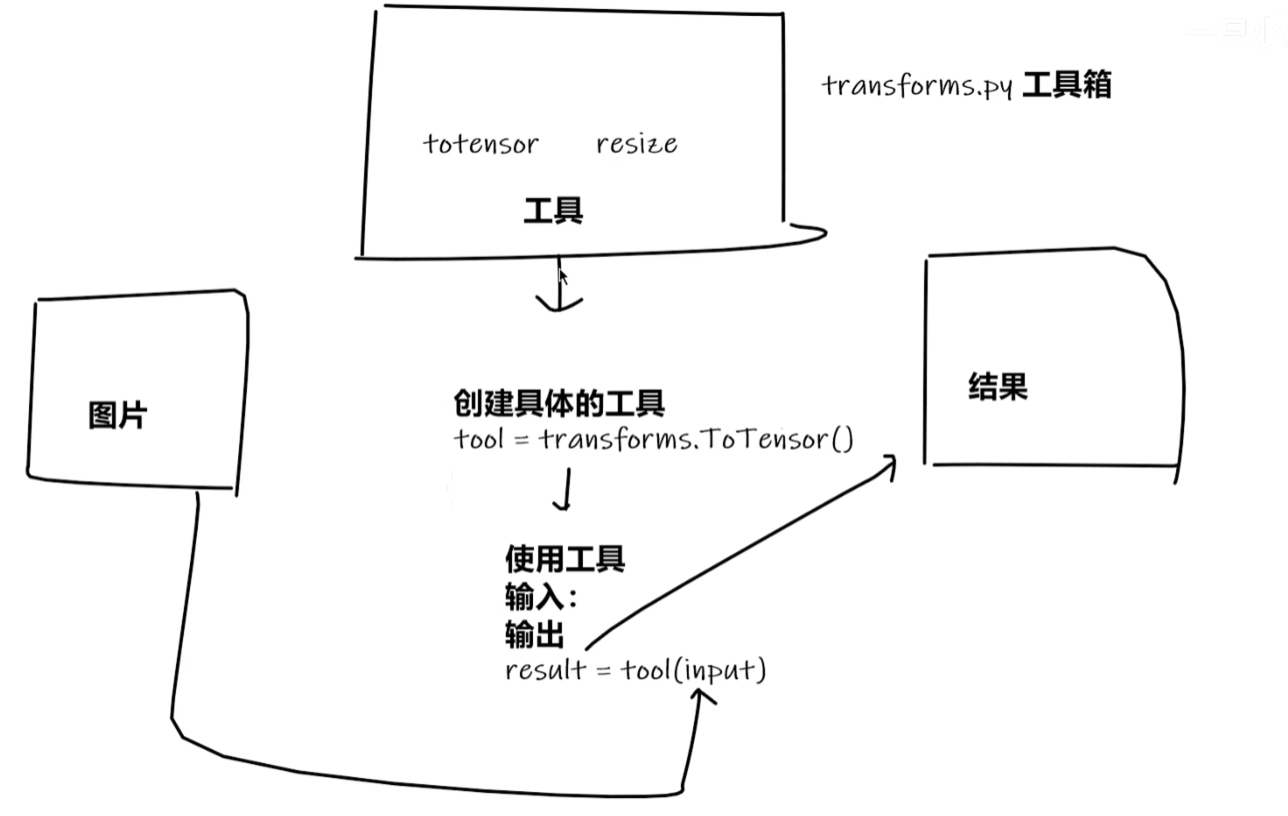 transforms.py 工具箱
totensor resize
工具
图片
创建具体的工具
tool = transforms.ToTensor()
结果
使用工具
输入:
输出
result = tool(input)